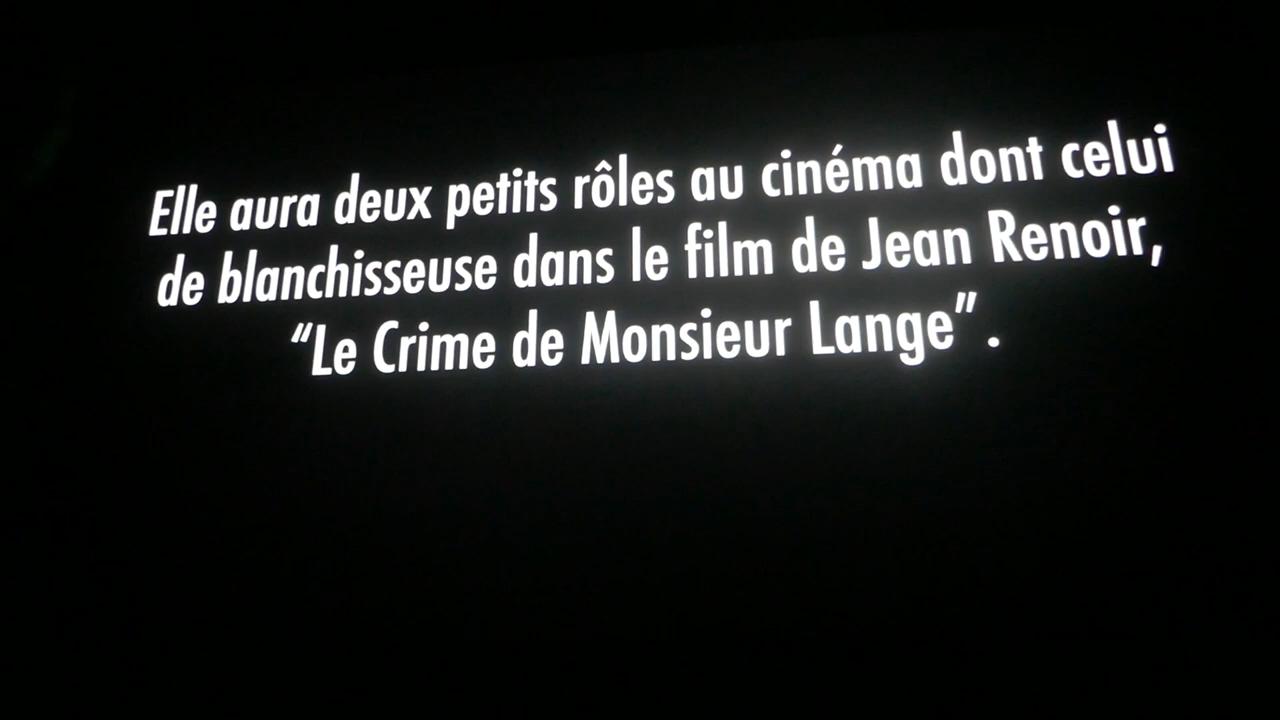 Elle aura deux petits rôles au cinéma dont celui
de blanchisseuse dans le film de Jean Renoir,
“Le Crime de Monsieur Lange” .